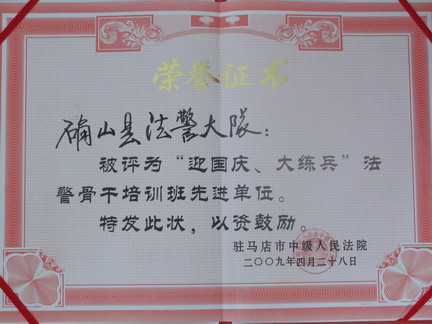 荣誉证书
确山县法警大队：
被评为“迎国庆、大练兵”法
警骨干培训班先进单位。
特发此状，以资鼓励。
驻马店市中级人民法院
二〇〇九年四月二十八日